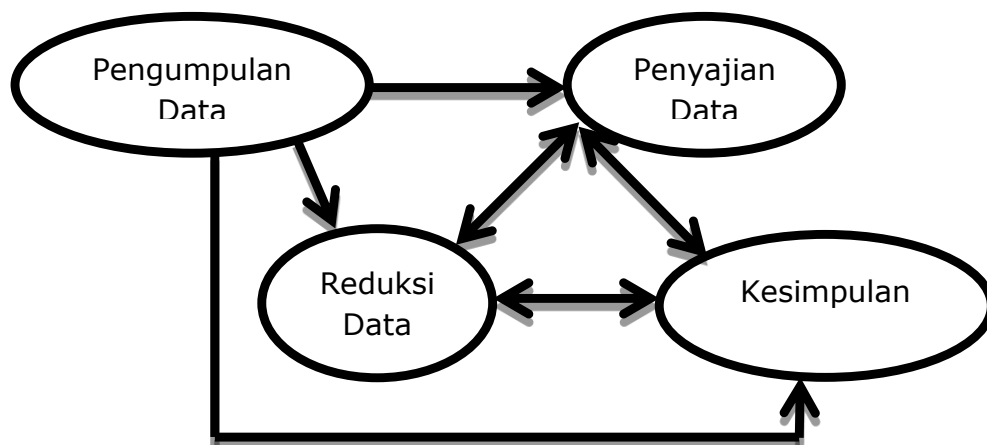 Pengumpulan
Data
Penyajian
Data
Reduksi
Data
Kesimpulan